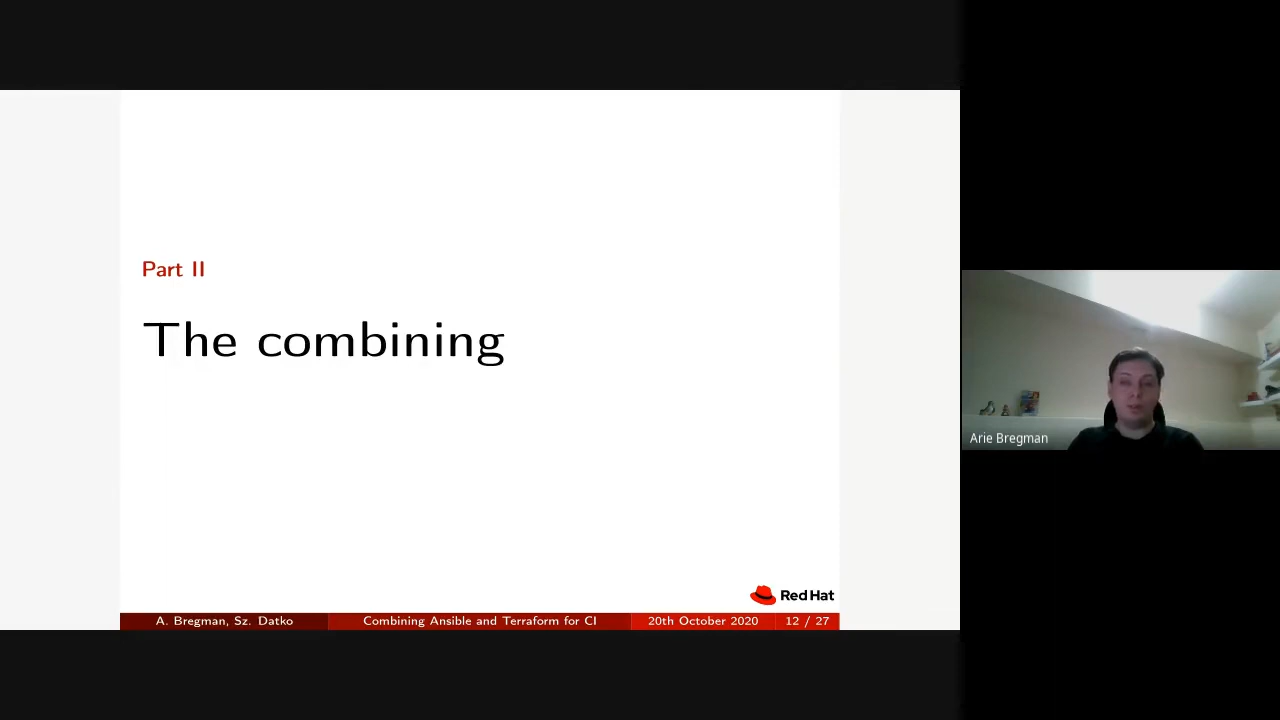 Part II
The combining
Red Hat
A. Bregman, Sz. Datko
Combining Ansible and Terraform for CI
20th October 2020
12 / 27
Arie Bregman